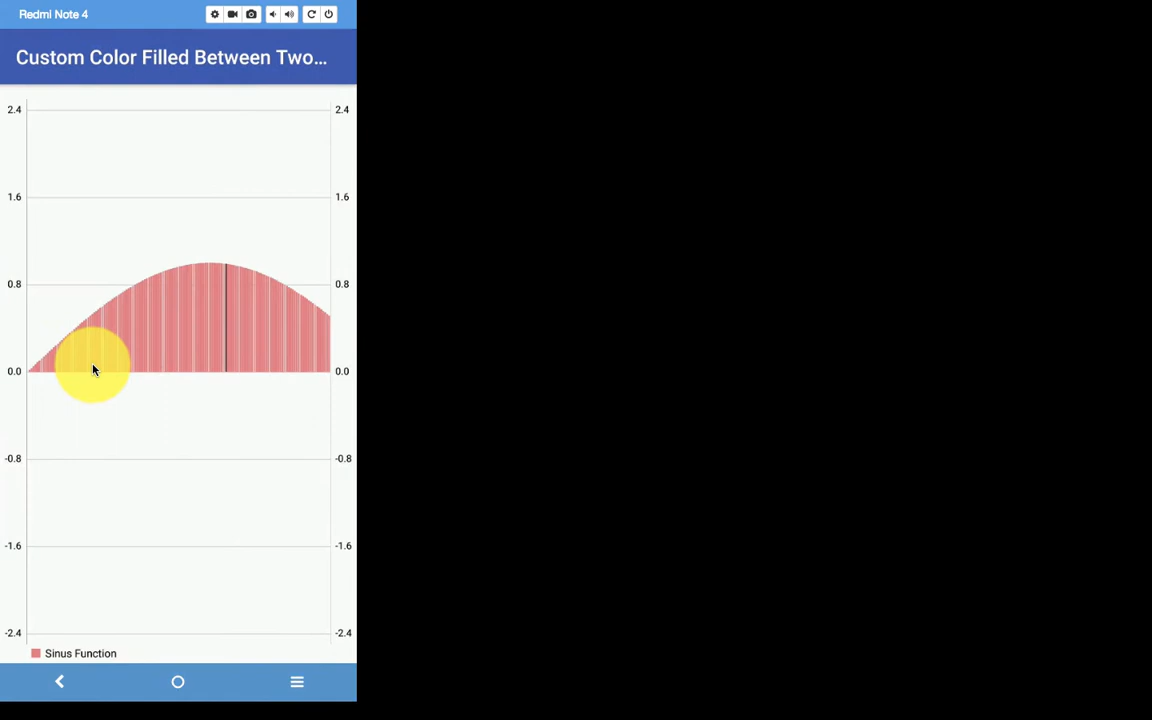 Redmi Note 4
Custom Color Filled Between Two...
2.4 2.4
1.6 1.6
0.8 0.8
0.0 0.0
-0.8 -0.8
-1.6 -1.6
-2.4 -2.4
Sinus Function